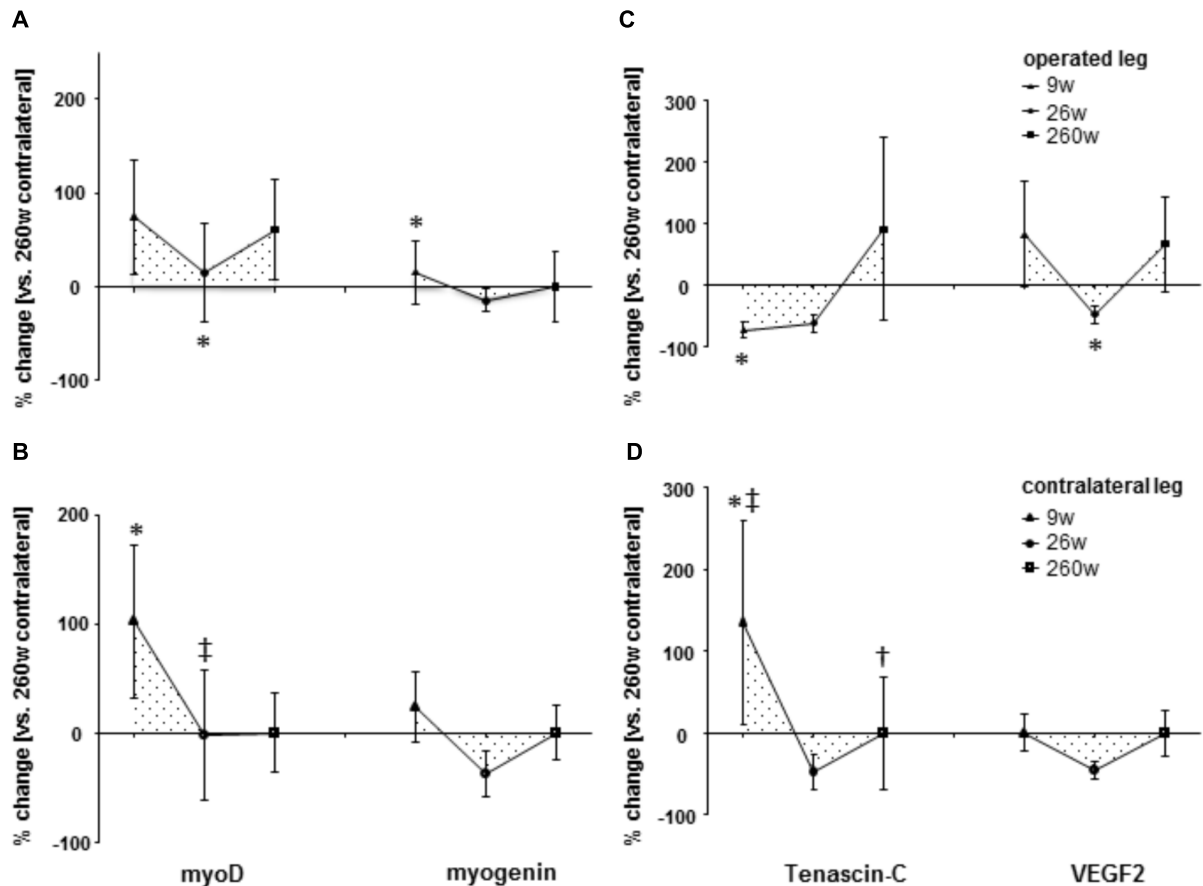 A
% change [vs. 260w contralateral]
200
100
0
-100
*
*
C
% change [vs. 260w contralateral]
300
200
100
0
-100
*
*
operated leg
9w
26w
260w
B
% change [vs. 260w contralateral]
200
100
0
-100
*
‡
myoD
myogenin
D
% change [vs. 260w contralateral]
300
200
100
0
-100
*‡
†
contralateral leg
9w
26w
260w
Tenascin-C
VEGF2